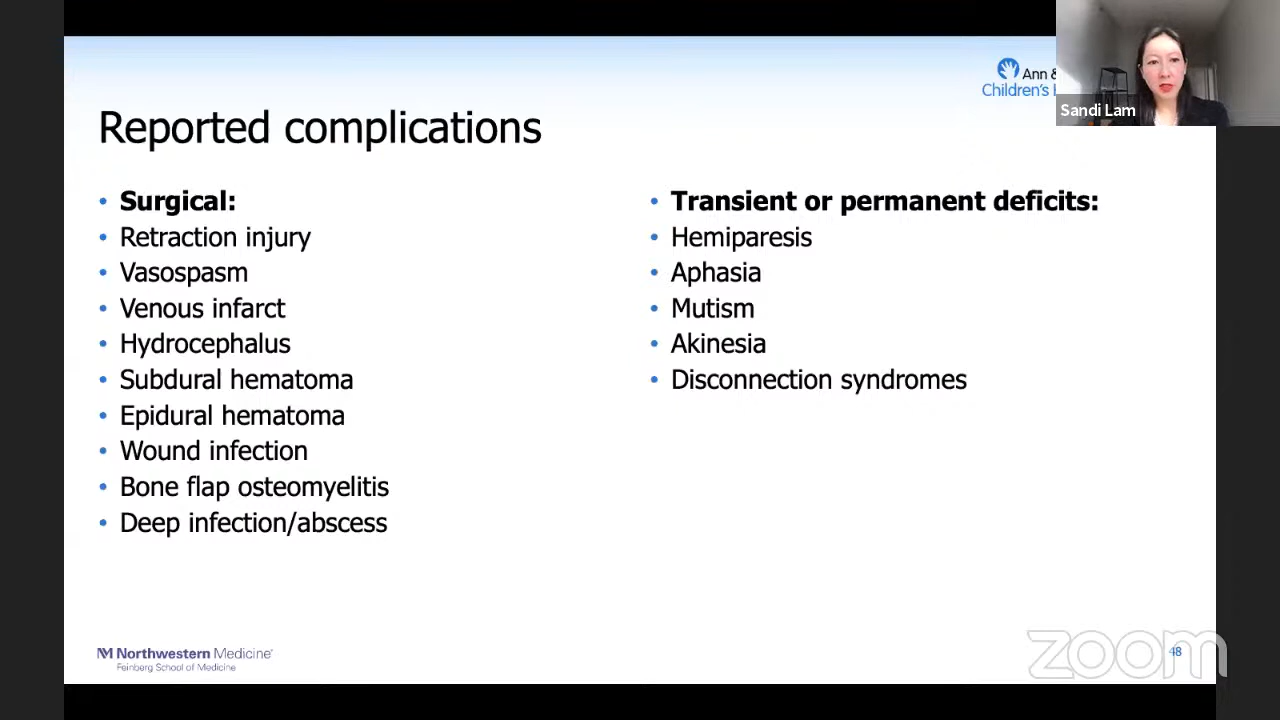 Ann &
Children's
Sandi Lam
Reported complications
• Surgical:
• Retraction injury
• Vasospasm
• Venous infarct
• Hydrocephalus
• Subdural hematoma
• Epidural hematoma
• Wound infection
• Bone flap osteomyelitis
• Deep infection/abscess
• Transient or permanent deficits:
• Hemiparesis
• Aphasia
• Mutism
• Akinesia
• Disconnection syndromes
Northwestern Medicine
Feinberg School of Medicine
zoom
48